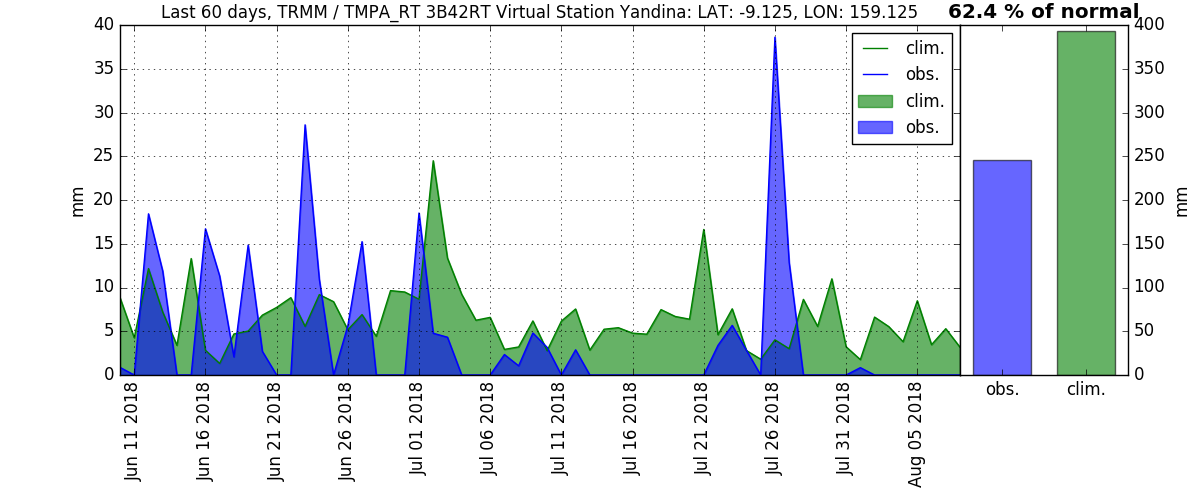 Last 60 days, TRMM / TMPA_RT 3B42RT Virtual Station Yandina: LAT: -9.125, LON: 159.125
62.4 % of normal
40
35
30
25
20
15
10
5
0
mm
clim.
obs.
clim.
obs.
400
350
300
250
200
150
100
50
0
mm
Jun 11 2018
Jun 16 2018
Jun 21 2018
Jun 26 2018
Jul 01 2018
Jul 06 2018
Jul 11 2018
Jul 16 2018
Jul 21 2018
Jul 26 2018
Jul 31 2018
Aug 05 2018
obs.
clim.